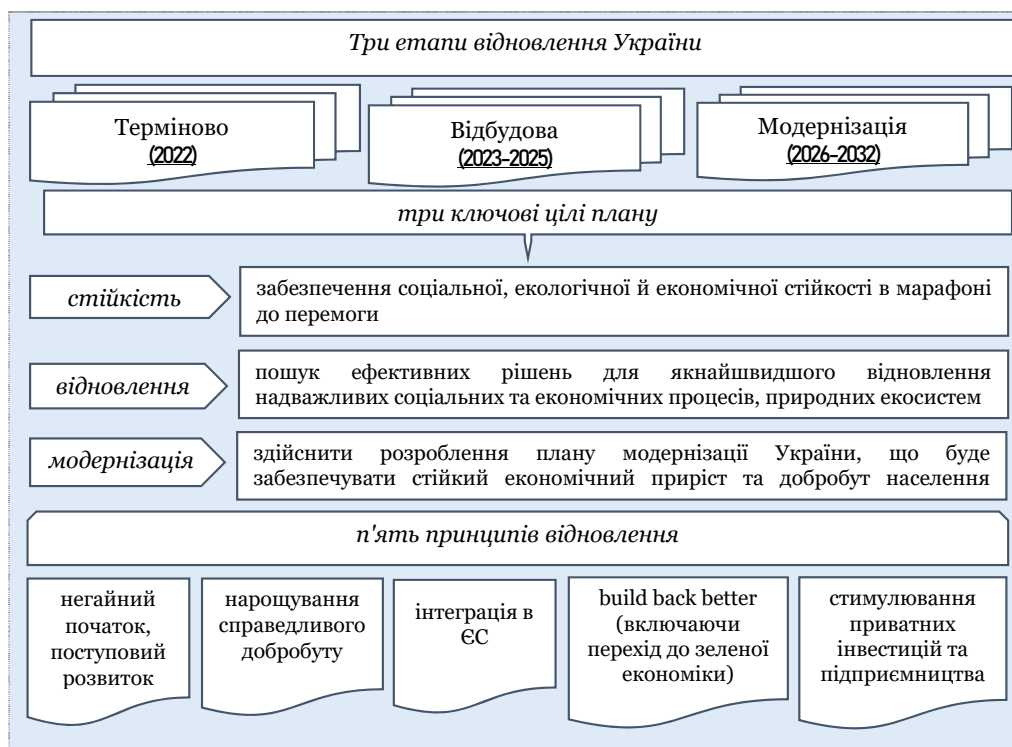 Три етапи відновлення України
Терміново
(2022)
Відбудова
(2023-2025)
Модернізація
(2026-2032)
три ключові цілі плану
стійкість
забезпечення соціальної, екологічної й економічної стійкості в марафоні
до перемоги
відновлення
пошук ефективних рішень для якнайшвидшого відновлення
надважливих соціальних та економічних процесів, природних екосистем
модернізація
здійснити розроблення плану модернізації України, що буде
забезпечувати стійкий економічний приріст та добробут населення
п'ять принципів відновлення
негайний
початок,
поступовий
розвиток
нарощування
справедливого
добробуту
інтеграція в
ЄС
build back better
(включаючи
перехід до зеленої
економіки)
стимулювання
приватних
інвестицій та
підприємництва